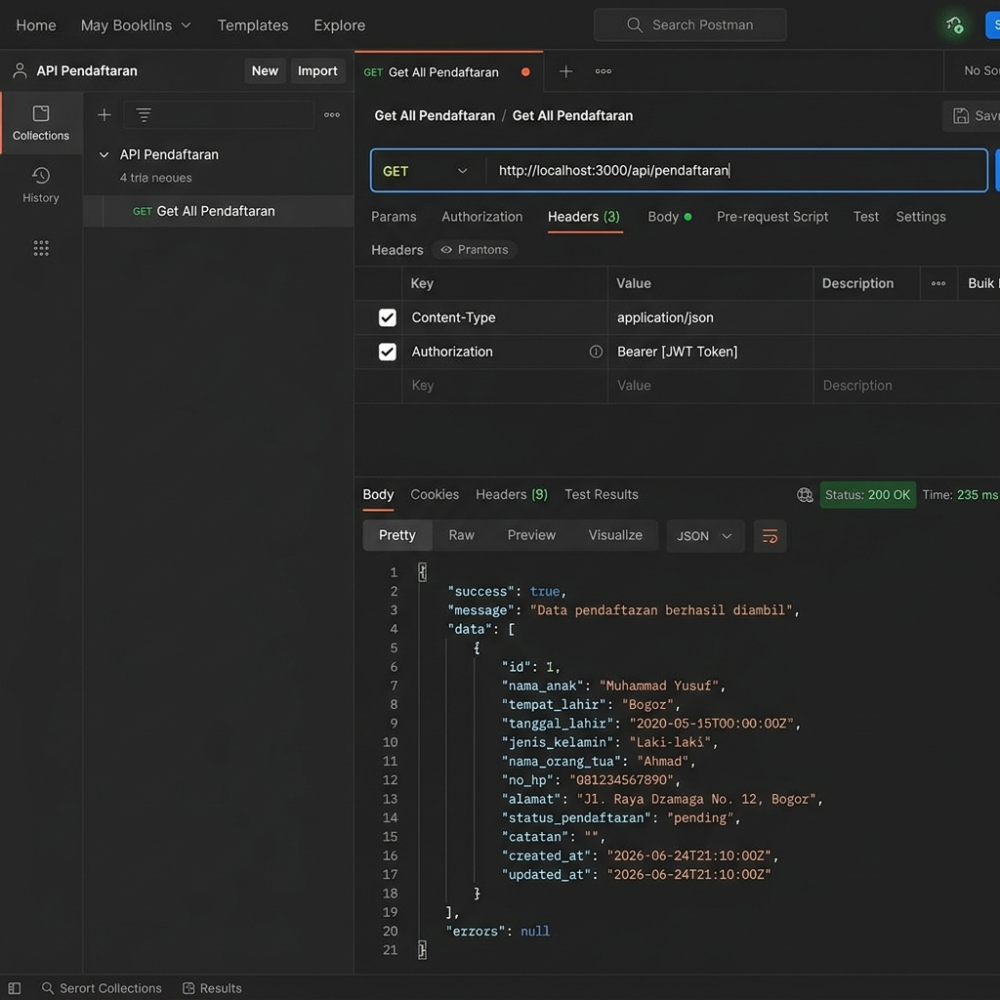 Home May Booklins Templates Explore Search Postman S
API Pendaftaran New Import
GET Get All Pendaftaran No Sou
Collections
History
API Pendaftaran
4 tria neoues
GET Get All Pendaftaran
Get All Pendaftaran / Get All Pendaftaran Sav
GET http://localhost:3000/api/pendaftaran
Params Authorization Headers (3) Body Pre-request Script Test Settings
Headers Prantons
Key Value Description Buik
Content-Type application/json
Authorization Bearer [JWT Token]
Key Value Description
Body Cookies Headers (9) Test Results Status: 200 OK Time: 235 ms
Pretty Raw Preview Visualize JSON
1 {
2 "success": true,
3 "message": "Data pendaftazan berhasil diambil",
4 "data": [
5 {
6 "id": 1,
7 "nama_anak": "Muhammad Yusuf",
8 "tempat_lahir": "Bogoz",
9 "tanggal_lahir": "2020-05-15T00:00:00Z",
10 "jenis_kelamin": "Laki-laki",
11 "nama_orang_tua": "Ahmad",
12 "no_hp": "081234567890",
13 "alamat": "Jl. Raya Dzamaga No. 12, Bogor",
14 "status_pendaftaran": "pending",
15 "catatan": "",
16 "created_at": "2026-06-24T21:10:00Z",
17 "updated_at": "2026-06-24T21:10:00Z"
18 }
19 ],
20 "errors": null
21 }
Serort Collections Results